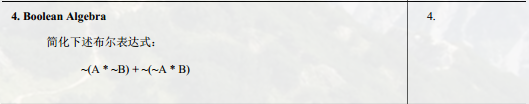 4. Boolean Algebra
4.
简化下述布尔表达式：
~(A * ~B) + ~(~A * B)